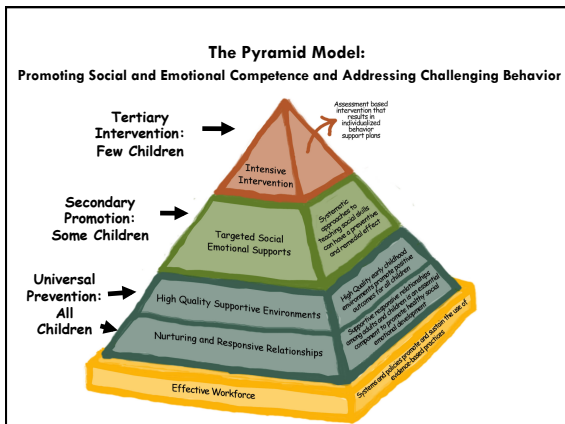 The Pyramid Model:
Promoting Social and Emotional Competence and Addressing Challenging Behavior
Tertiary
Intervention:
Few Children
Assessment based
intervention that
results in
individualized
behavior
support plans
Intensive
Intervention
Secondary
Promotion:
Some Children
Targeted Social
Emotional Supports
Systematic
approaches to
teaching social skills
can have a preventive
and remedial effect
Universal
Prevention:
All
Children
High Quality Supportive Environments
High Quality early childhood
environments promote positive
outcomes for all children
Nurturing and Responsive Relationships
Supportive responsive relationships
among adults and children is an essential
component to promote healthy social
emotional development
Effective Workforce
Systems and policies promote and sustain the use of
evidence-based practices